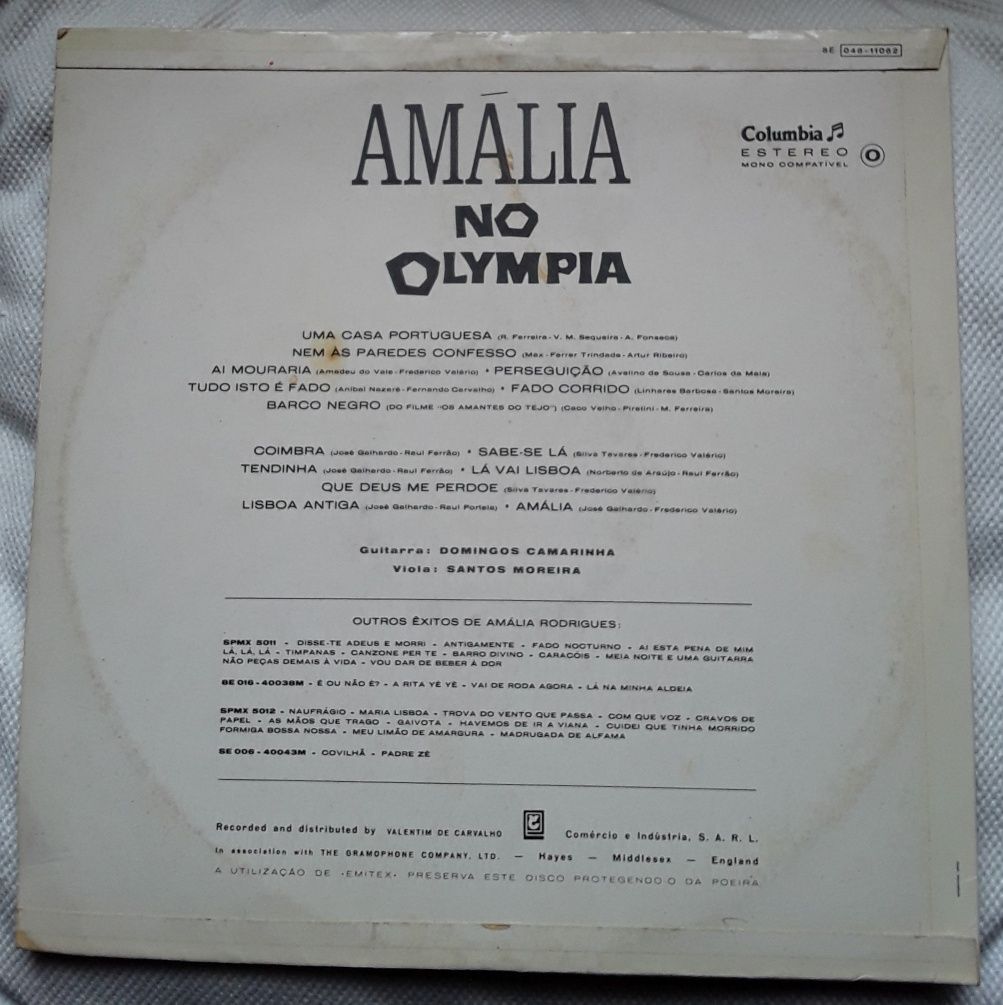 8E 048-11062
AMÁLIA
NO
OLYMPIA
Columbia
ESTEREO
MONO COMPATÍVEL
O
UMA CASA PORTUGUESA (R. Ferreira - V. M. Sequeira - A. Fonseca)
NEM ÀS PAREDES CONFESSO (Max - Ferrer Trindade - Artur Ribeiro)
AI MOURARIA (Amadeu do Vale - Frederico Valério) • PERSEGUIÇÃO (Avelino de Sousa - Carlos da Maia)
TUDO ISTO É FADO (Aníbal Nazaré - Fernando Carvalho) • FADO CORRIDO (Linhares Barbosa - Santos Moreira)
BARCO NEGRO (DO FILME "OS AMANTES DO TEJO") (Caco Velho - Piratini - M. Ferreira)
COIMBRA (José Galhardo - Raul Ferrão) • SABE-SE LÁ (Silva Tavares - Frederico Valério)
TENDINHA (José Galhardo - Raul Ferrão) • LÁ VAI LISBOA (Norberto de Araújo - Raul Ferrão)
QUE DEUS ME PERDOE (Silva Tavares - Frederico Valério)
LISBOA ANTIGA (José Galhardo - Raul Portela) • AMÁLIA (José Galhardo - Frederico Valério)
Guitarra: DOMINGOS CAMARINHA
Viola: SANTOS MOREIRA
OUTROS ÊXITOS DE AMÁLIA RODRIGUES:
SPMX 5011 - DISSE-TE ADEUS E MORRI - ANTIGAMENTE - FADO NOCTURNO - AI ESTA PENA DE MIM
LÁ, LÁ, LÁ - TIMPANAS - CANZONE PER TE - BARRO DIVINO - CARACÓIS - MEIA NOITE E UMA GUITARRA
NÃO PEÇAS DEMAIS À VIDA - VOU DAR DE BEBER À DOR
8E 016 - 40038M - É OU NÃO É? - A RITA YÉ YÉ - VAI DE RODA AGORA - LÁ NA MINHA ALDEIA
SPMX 5012 - NAUFRÁGIO - MARIA LISBOA - TROVA DO VENTO QUE PASSA - COM QUE VOZ - CRAVOS DE
PAPEL - AS MÃOS QUE TRAGO - GAIVOTA - HAVEMOS DE IR A VIANA - CUIDEI QUE TINHA MORRIDO
FORMIGA BOSSA NOSSA - MEU LIMÃO DE AMARGURA - MADRUGADA DE ALFAMA
SE 006 - 40043M - COVILHÃ - PADRE ZÉ
Recorded and distributed by VALENTIM DE CARVALHO Comércio e Indústria, S. A. R. L.
In association with THE GRAMOPHONE COMPANY, LTD. — Hayes — Middlesex — England
A UTILIZAÇÃO DE «EMITEX» PRESERVA ESTE DISCO PROTEGENDO-O DA POEIRA